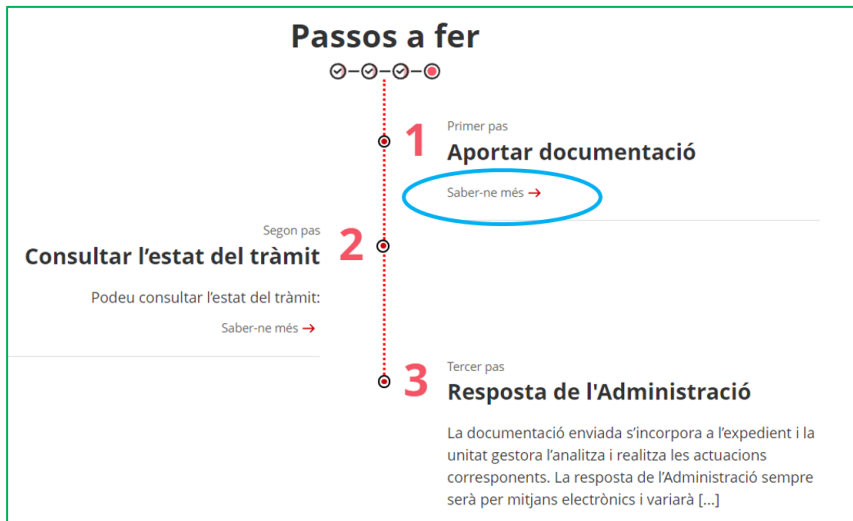 Passos a fer
1
Primer pas
Aportar documentació
Saber-ne més →
Segon pas
2
Consultar l’estat del tràmit
Podeu consultar l’estat del tràmit:
Saber-ne més →
3
Tercer pas
Resposta de l'Administració
La documentació enviada s’incorpora a l’expedient i la
unitat gestora l’analitza i realitza les actuacions
corresponents. La resposta de l’Administració sempre
serà per mitjans electrònics i variarà [...]